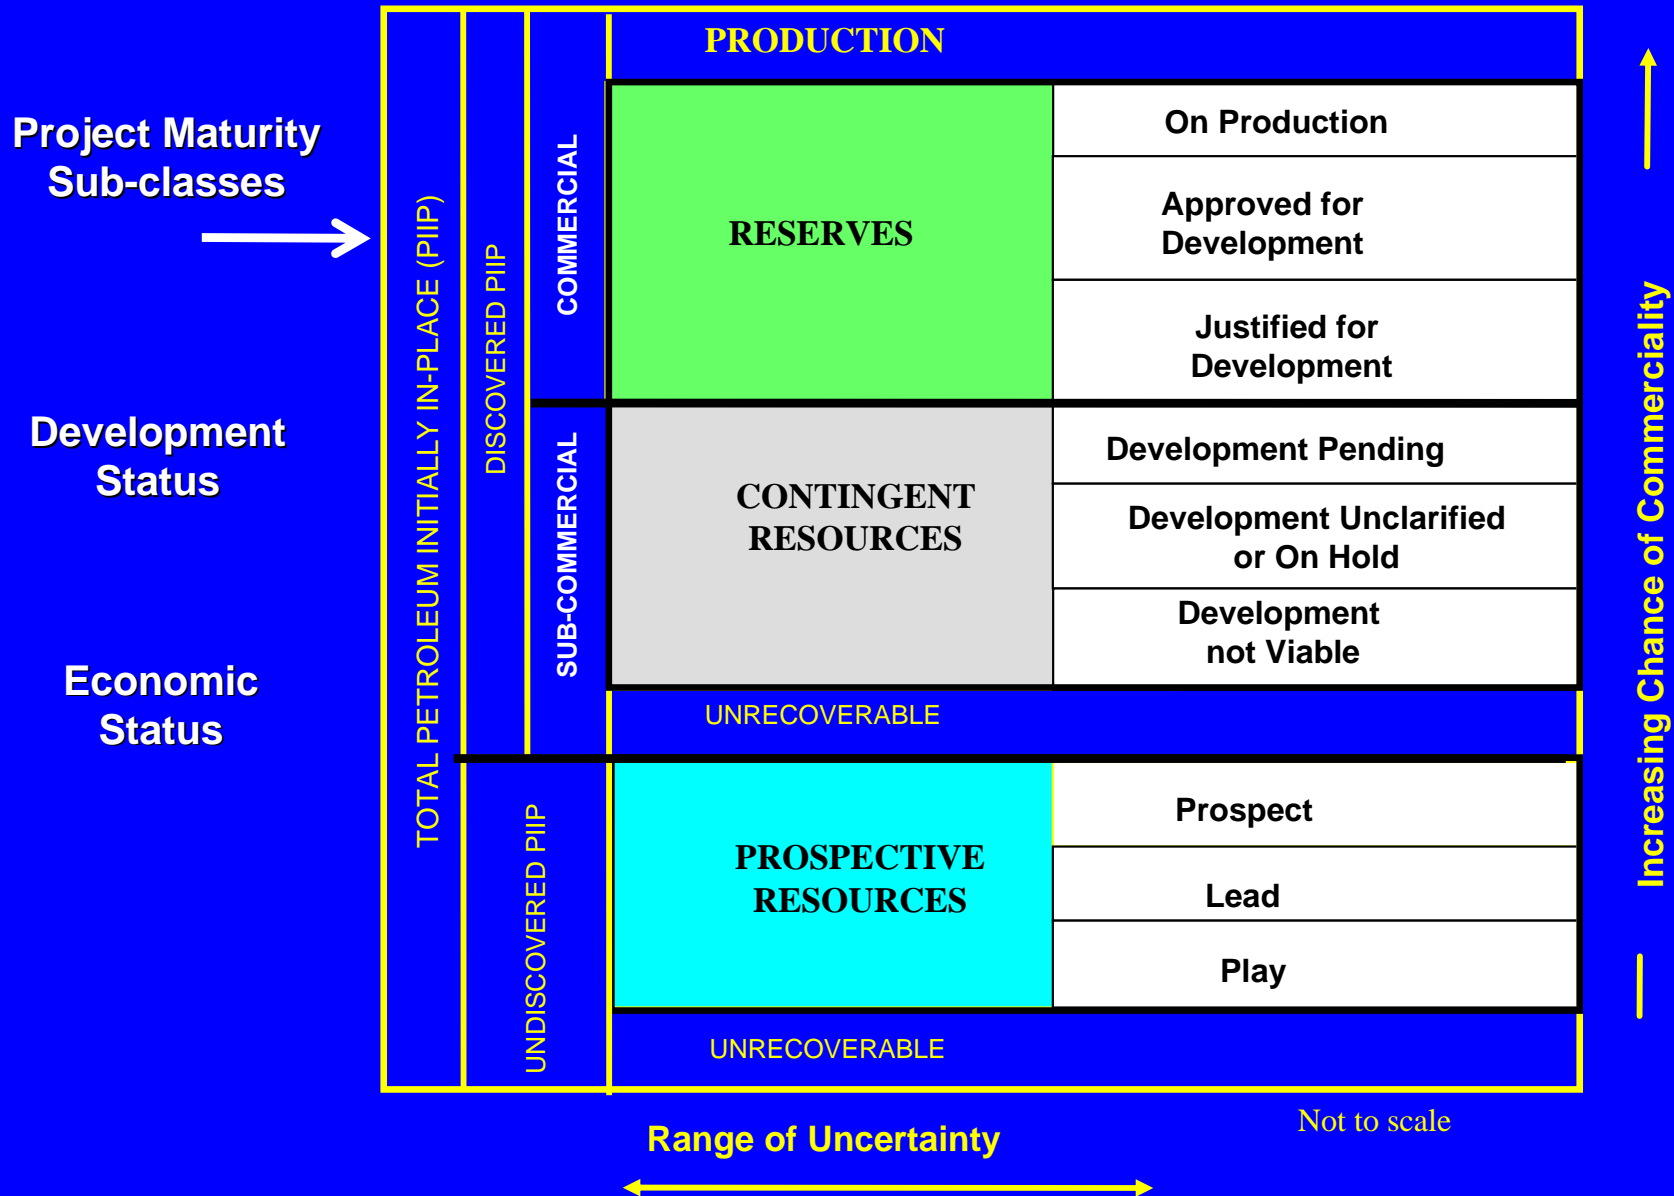 PRODUCTION
Project Maturity
Sub-classes
Development
Status
Economic
Status
TOTAL PETROLEUM INITIALLY IN-PLACE (PIIP)
DISCOVERED PIIP
UNDISCOVERED PIIP
COMMERCIAL
SUB-COMMERCIAL
RESERVES
On Production
Approved for
Development
Justified for
Development
CONTINGENT
RESOURCES
Development Pending
Development Unclarified
or On Hold
Development
not Viable
UNRECOVERABLE
PROSPECTIVE
RESOURCES
Prospect
Lead
Play
UNRECOVERABLE
Increasing Chance of Commerciality
Range of Uncertainty
Not to scale